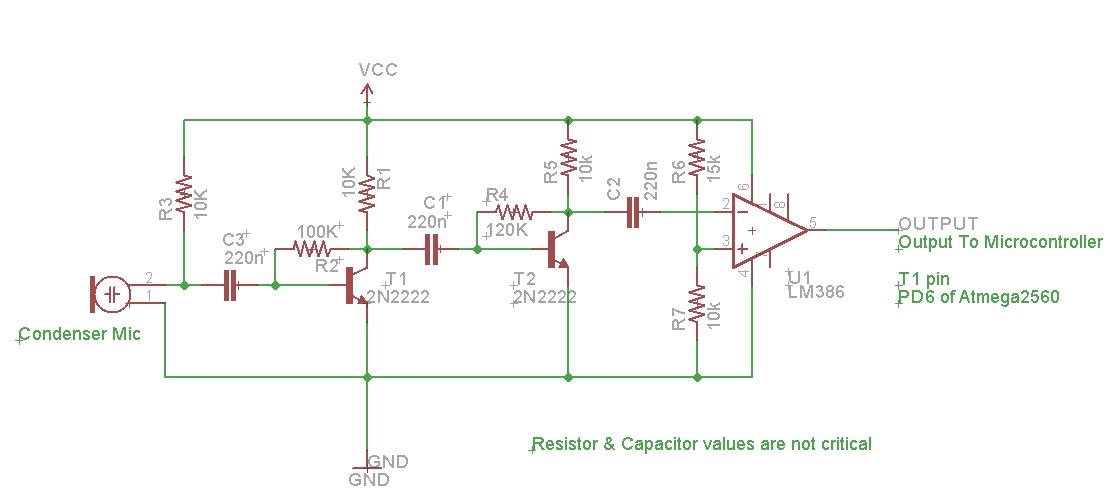 VCC
R3
10K
10K
R1
R5
10k
R6
15k
C2
220n
C1
220n
R4
120K
C3
220n
100K
R2
T1
2N2222
T2
2N2222
2
1
Condenser Mic
6
1
8
2
3
5
4
7
U1
LM386
R7
10k
OUTPUT
Output To Microcontroller
T1 pin
PD6 of Atmega2560
Resistor & Capacitor values are not critical
GND
GND